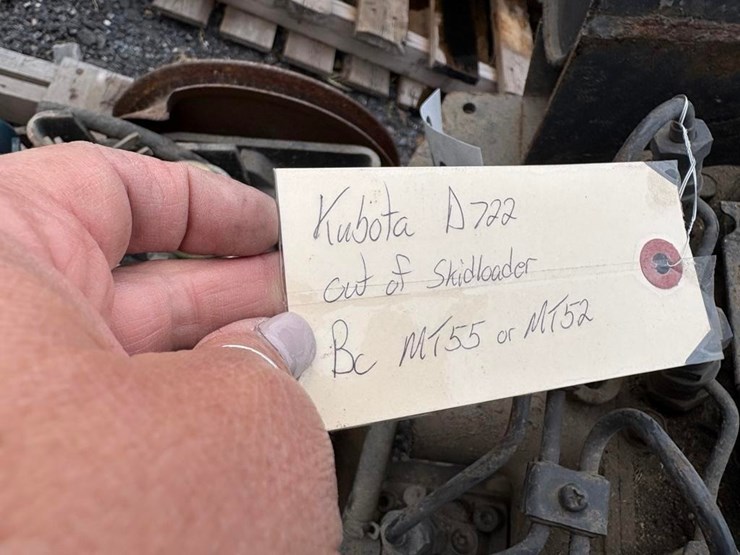 Kubota D722
out of Skidloader
Bc MT55 or MT52